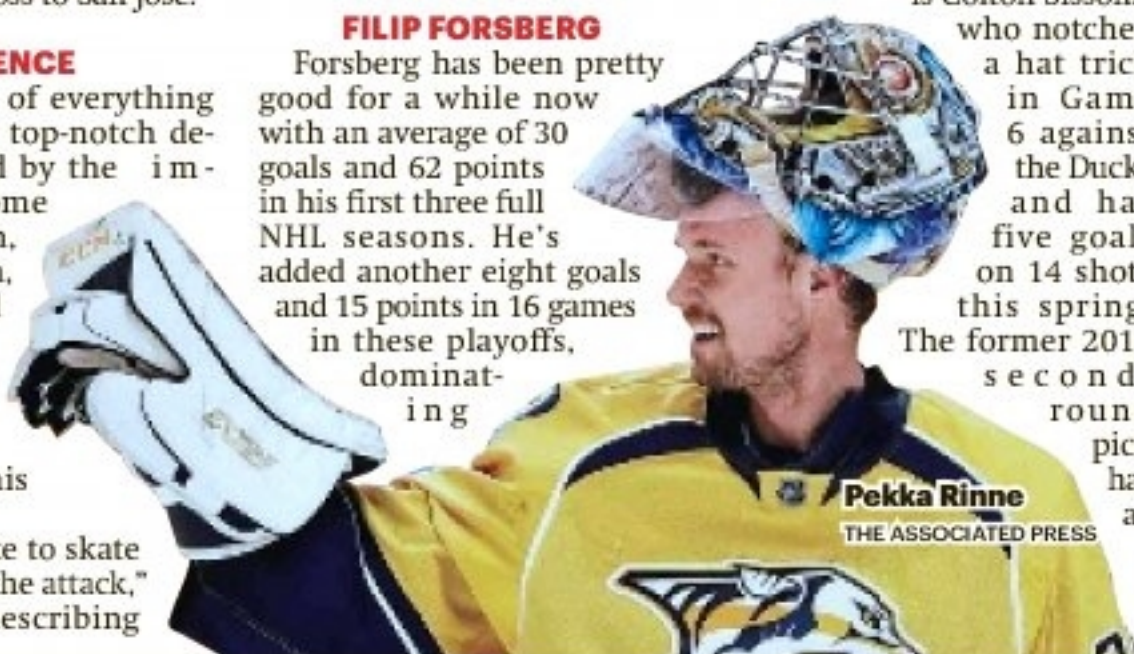 ENCE
of everything
top-notch de-
by the im-
ome
his
to skate
he attack,"
escribing
FILIP FORSBERG
Forsberg has been pretty
good for a while now
with an average of 30
goals and 62 points
in his first three full
NHL seasons. He's
added another eight goals
and 15 points in 16 games
in these playoffs,
dominat-
ing
Pekka Rinne
THE ASSOCIATED PRESS
who notche
a hat tric
in Gam
6 agains
the Duck
and ha
five goal
on 14 shot
this spring
The former 201
second
roun
pic
ha
a